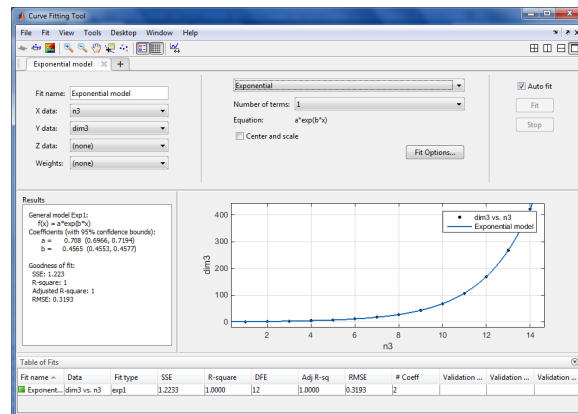 Curve Fitting Tool
File Fit View Tools Desktop Window Help
Exponential model
Fit name: Exponential model
X data: n3
Y data: dim3
Z data: (none)
Weights: (none)
Exponential
Number of terms: 1
Equation: a*exp(b*x)
Center and scale
Fit Options...
Auto fit
Fit
Stop
Results
General model Exp1:
f(x) = a*exp(b*x)
Coefficients (with 95% confidence bounds):
a = 0.708 (0.6966, 0.7194)
b = 0.4565 (0.4553, 0.4577)
Goodness of fit:
SSE: 1.223
R-square: 1
Adjusted R-square: 1
RMSE: 0.3193
dim3 vs. n3
Exponential model
400
300
200
100
0
dim3
2 4 6 8 10 12 14
n3
Table of Fits
Fit name Data Fit type SSE R-square DFE Adj R-sq RMSE # Coeff Validation ... Validation ... Validation ...
Exponent... dim3 vs. n3 exp1 1.2233 1.0000 12 1.0000 0.3193 2